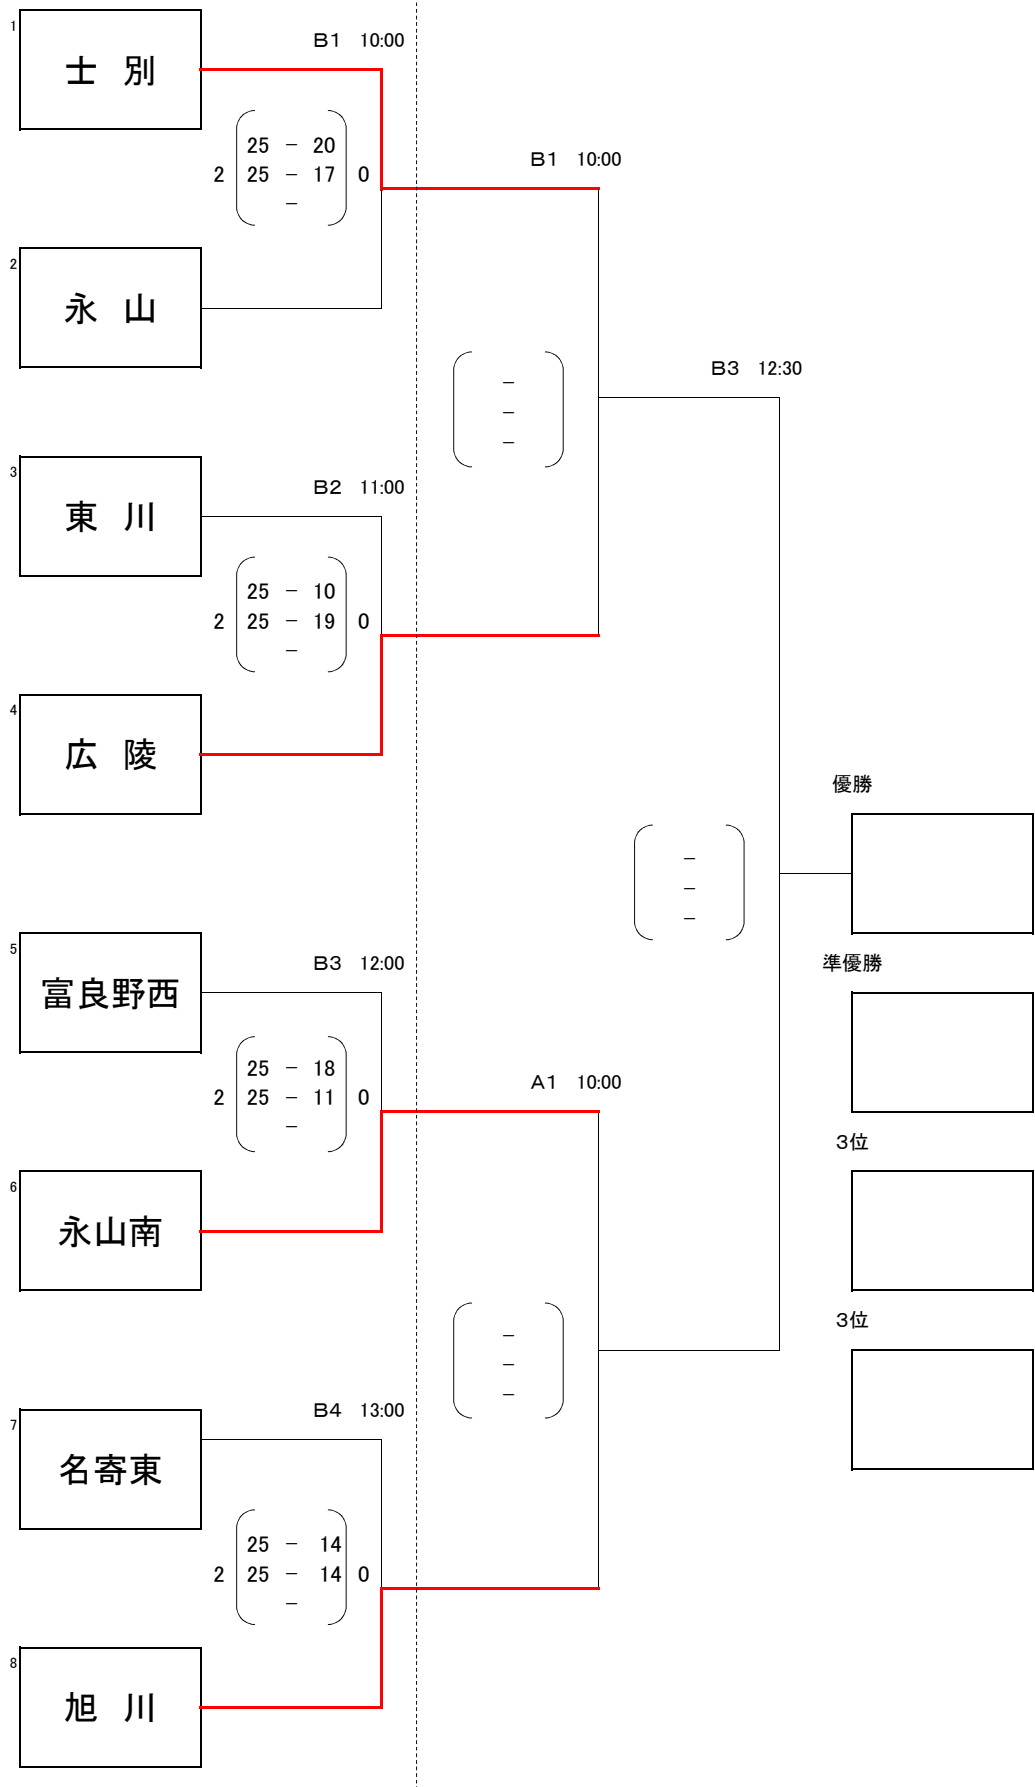 1
士 別
B1 10:00
25 － 20
2 25 － 17 0
－
B1 10:00
2
永 山
－
－
－
B3 12:30
3
東 川
B2 11:00
25 － 10
2 25 － 19 0
－
4
広 陵
優勝
－
－
－
準優勝
5
富良野西
B3 12:00
25 － 18
2 25 － 11 0
－
A1 10:00
3位
6
永山南
3位
－
－
－
7
名寄東
B4 13:00
25 － 14
2 25 － 14 0
－
8
旭 川